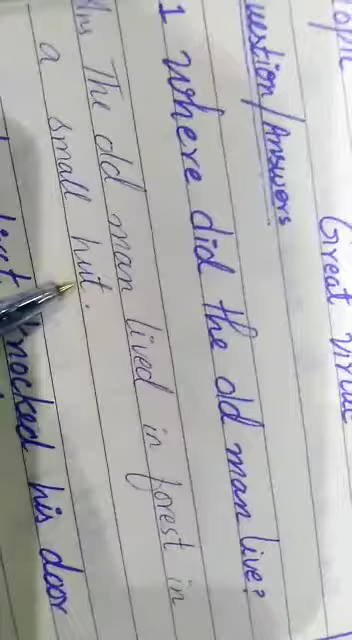 Topic
Great Virtue
Question/Answers
1 Where did the old man live?
Ans The old man lived in forest in
a small hut.
knocked his door